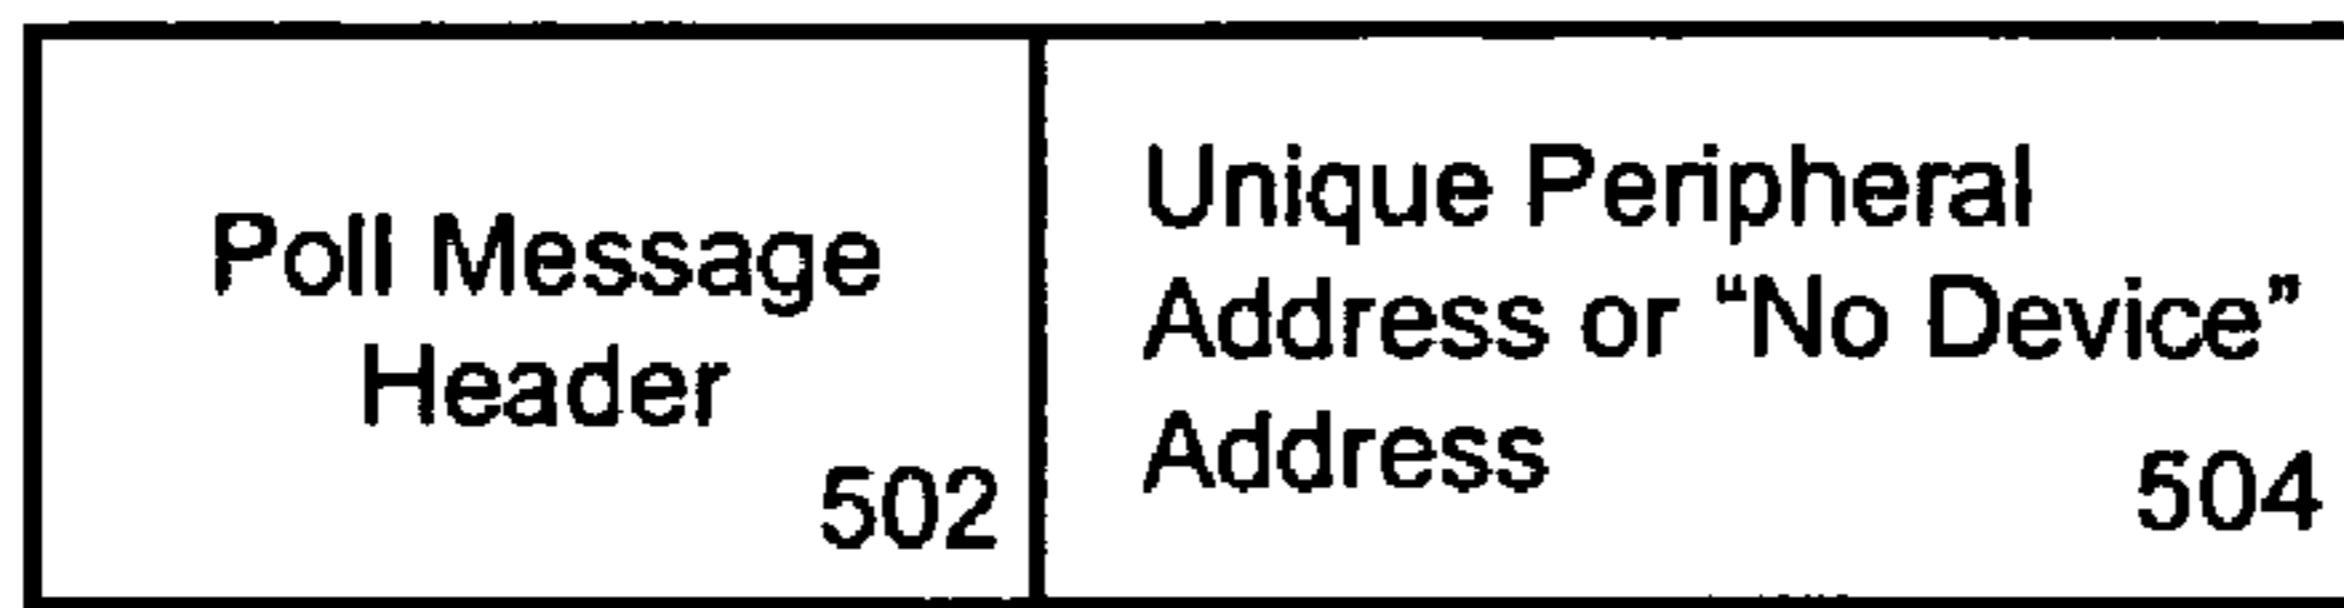 Poll Message
Header
502
Unique Peripheral
Address or “No Device”
Address
504